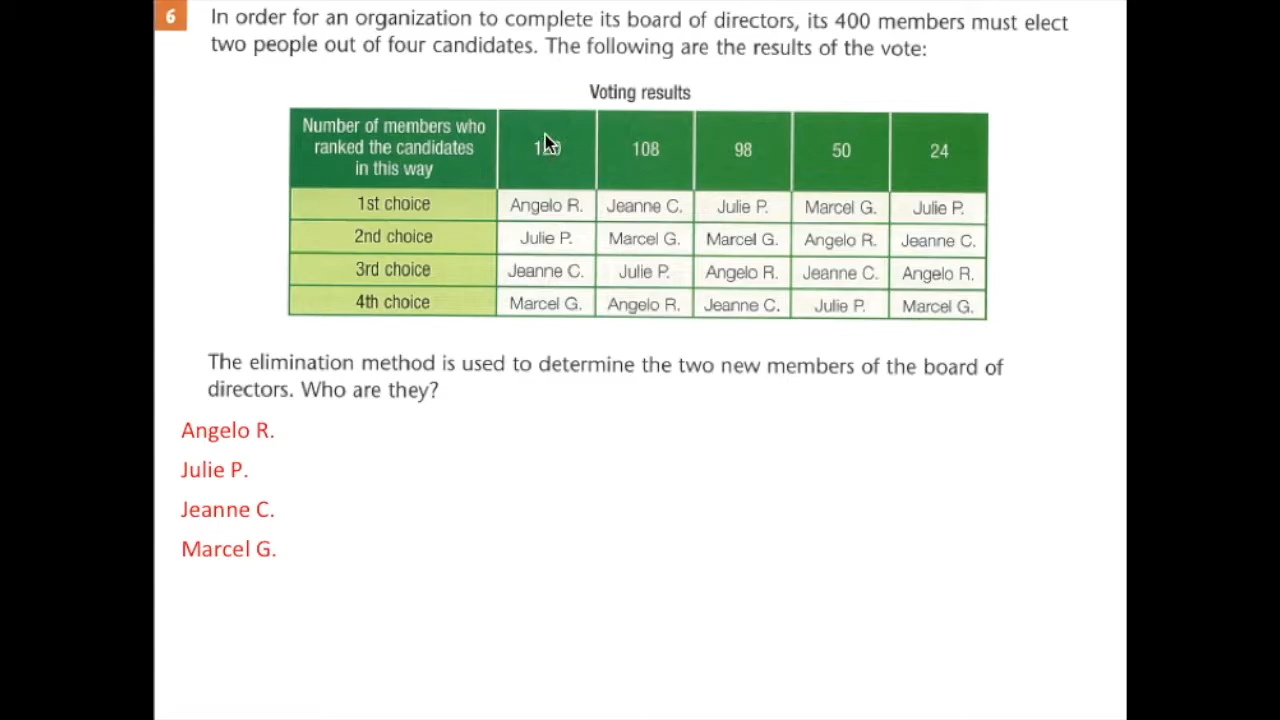 6 In order for an organization to complete its board of directors, its 400 members must elect
two people out of four candidates. The following are the results of the vote:
Voting results
Number of members who
ranked the candidates
in this way
120 108 98 50 24
1st choice Angelo R. Jeanne C. Julie P. Marcel G. Julie P.
2nd choice Julie P. Marcel G. Marcel G. Angelo R. Jeanne C.
3rd choice Jeanne C. Julie P. Angelo R. Jeanne C. Angelo R.
4th choice Marcel G. Angelo R. Jeanne C. Julie P. Marcel G.
The elimination method is used to determine the two new members of the board of
directors. Who are they?
Angelo R.
Julie P.
Jeanne C.
Marcel G.